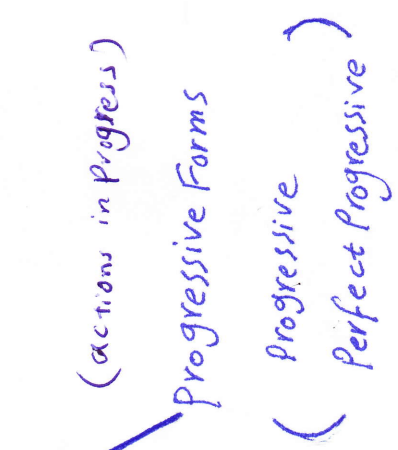 (actions in Progress)
Progressive Forms
( Progressive
Perfect Progressive )